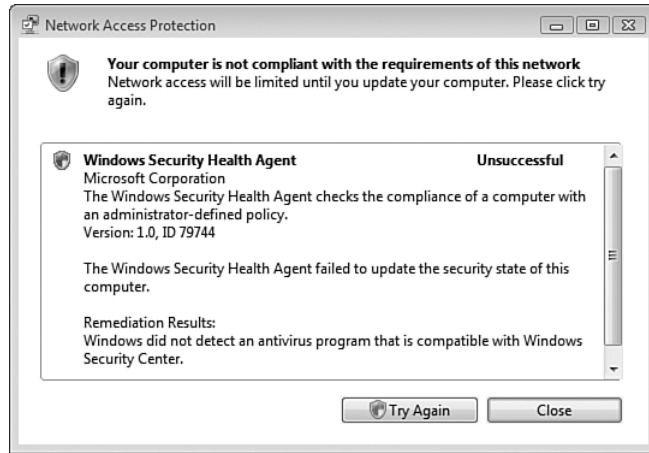 Network Access Protection
Your computer is not compliant with the requirements of this network
Network access will be limited until you update your computer. Please click try
again.
Windows Security Health Agent Unsuccessful
Microsoft Corporation
The Windows Security Health Agent checks the compliance of a computer with
an administrator-defined policy.
Version: 1.0, ID 79744
The Windows Security Health Agent failed to update the security state of this
computer.
Remediation Results:
Windows did not detect an antivirus program that is compatible with Windows
Security Center.
Try Again Close